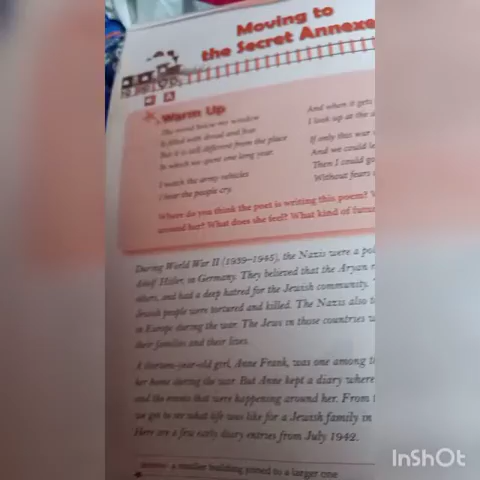 Moving to
the Secret Annexe
Warm Up
The wind below my window
Is filled with dread and fear
But it is still different from the place
In which we spent one long year.
I watch the army vehicles
I hear the people cry.
And when it gets
I look up at the
If only this war
And we could
Then I could
Without fears
Where do you think the poet is writing this poem?
around her? What does she feel? What kind of
During World War II (1939–1945), the Nazis were a
Adolf Hitler, in Germany. They believed that the Aryan
others, and had a deep hatred for the Jewish community.
Jewish people were tortured and killed. The Nazis also
in Europe during the war. The Jews in those countries
their families and their lives.
A thirteen-year-old girl, Anne Frank, was one among
her home during the war. But Anne kept a diary where
and the events that were happening around her. From
we get to see what life was like for a Jewish family in
Here are a few early diary entries from July 1942.
annexe a smaller building joined to a larger one
InShOt